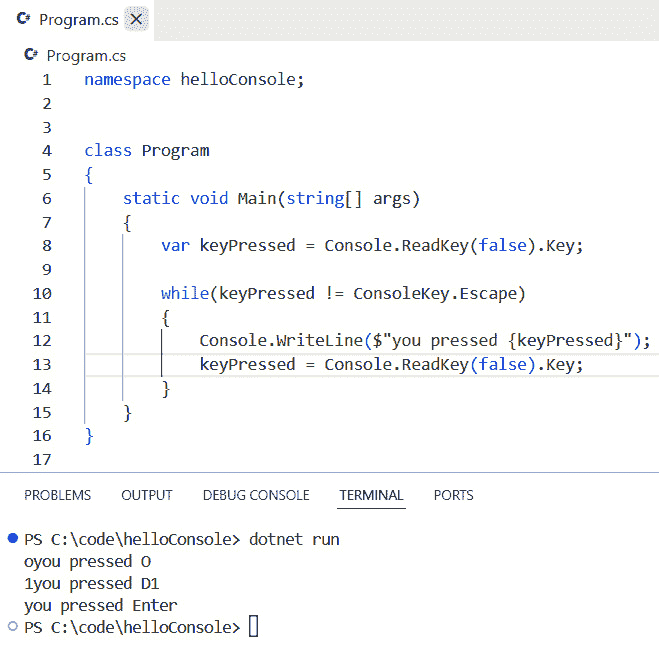 C# Program.cs ×
C# Program.cs
1 namespace helloConsole;
2
3
4 class Program
5 {
6     static void Main(string[] args)
7     {
8         var keyPressed = Console.ReadKey(false).Key;
9
10         while(keyPressed != ConsoleKey.Escape)
11         {
12             Console.WriteLine($"you pressed {keyPressed}");
13             keyPressed = Console.ReadKey(false).Key;
14         }
15     }
16 }
17
PROBLEMS OUTPUT DEBUG CONSOLE TERMINAL PORTS
PS C:\code\helloConsole> dotnet run
oyou pressed O
1you pressed D1
you pressed Enter
PS C:\code\helloConsole>